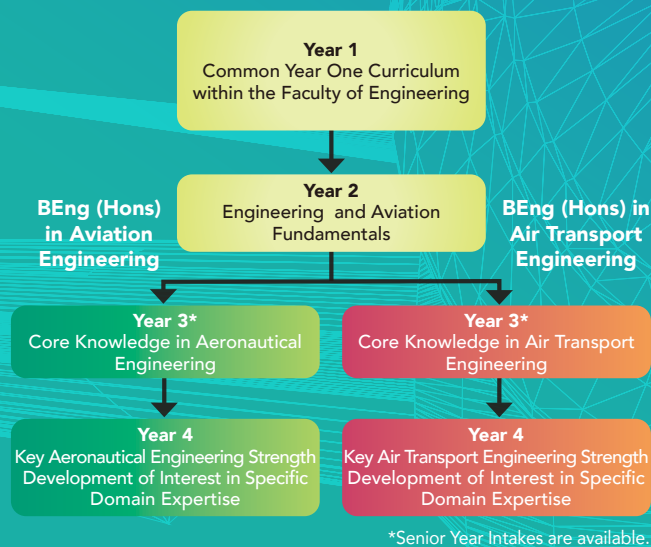 Year 1
Common Year One Curriculum
within the Faculty of Engineering
Year 2
Engineering and Aviation
Fundamentals
BEng (Hons)
in Aviation
Engineering
BEng (Hons) in
Air Transport
Engineering
Year 3*
Core Knowledge in Aeronautical
Engineering
Year 3*
Core Knowledge in Air Transport
Engineering
Year 4
Key Aeronautical Engineering Strength
Development of Interest in Specific
Domain Expertise
Year 4
Key Air Transport Engineering Strength
Development of Interest in Specific
Domain Expertise
*Senior Year Intakes are available.